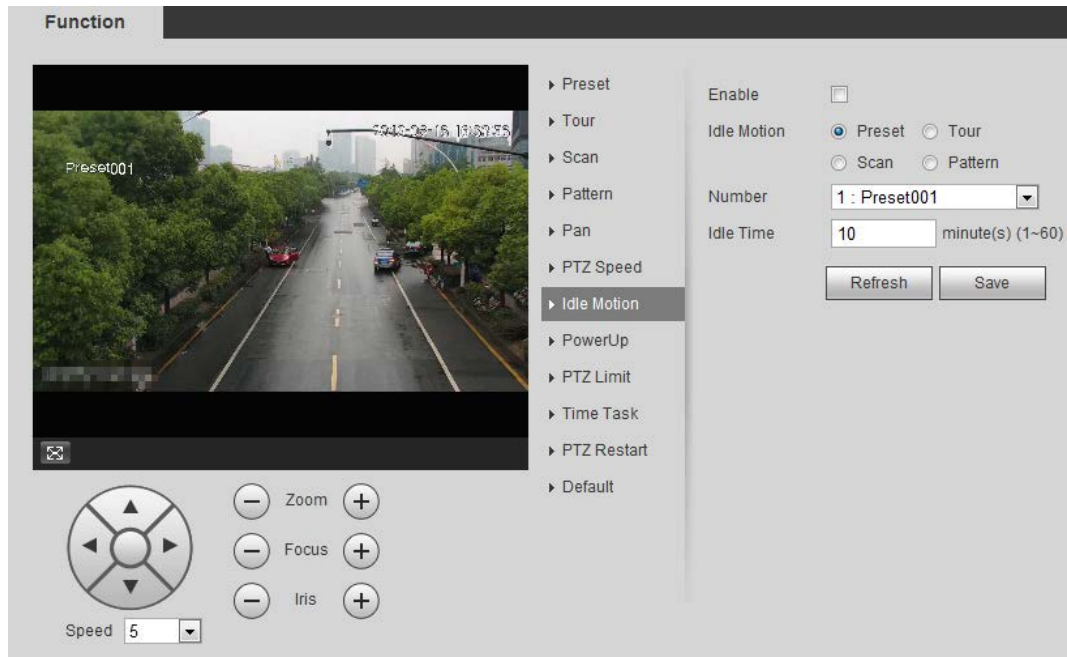 Function
Preset001
Preset
Tour
Scan
Pattern
Pan
PTZ Speed
Idle Motion
PowerUp
PTZ Limit
Time Task
PTZ Restart
Default
Enable
Idle Motion
Preset
Tour
Scan
Pattern
Number
1 : Preset001
Idle Time
10
minute(s) (1~60)
Refresh
Save
Zoom
Focus
Iris
Speed
5